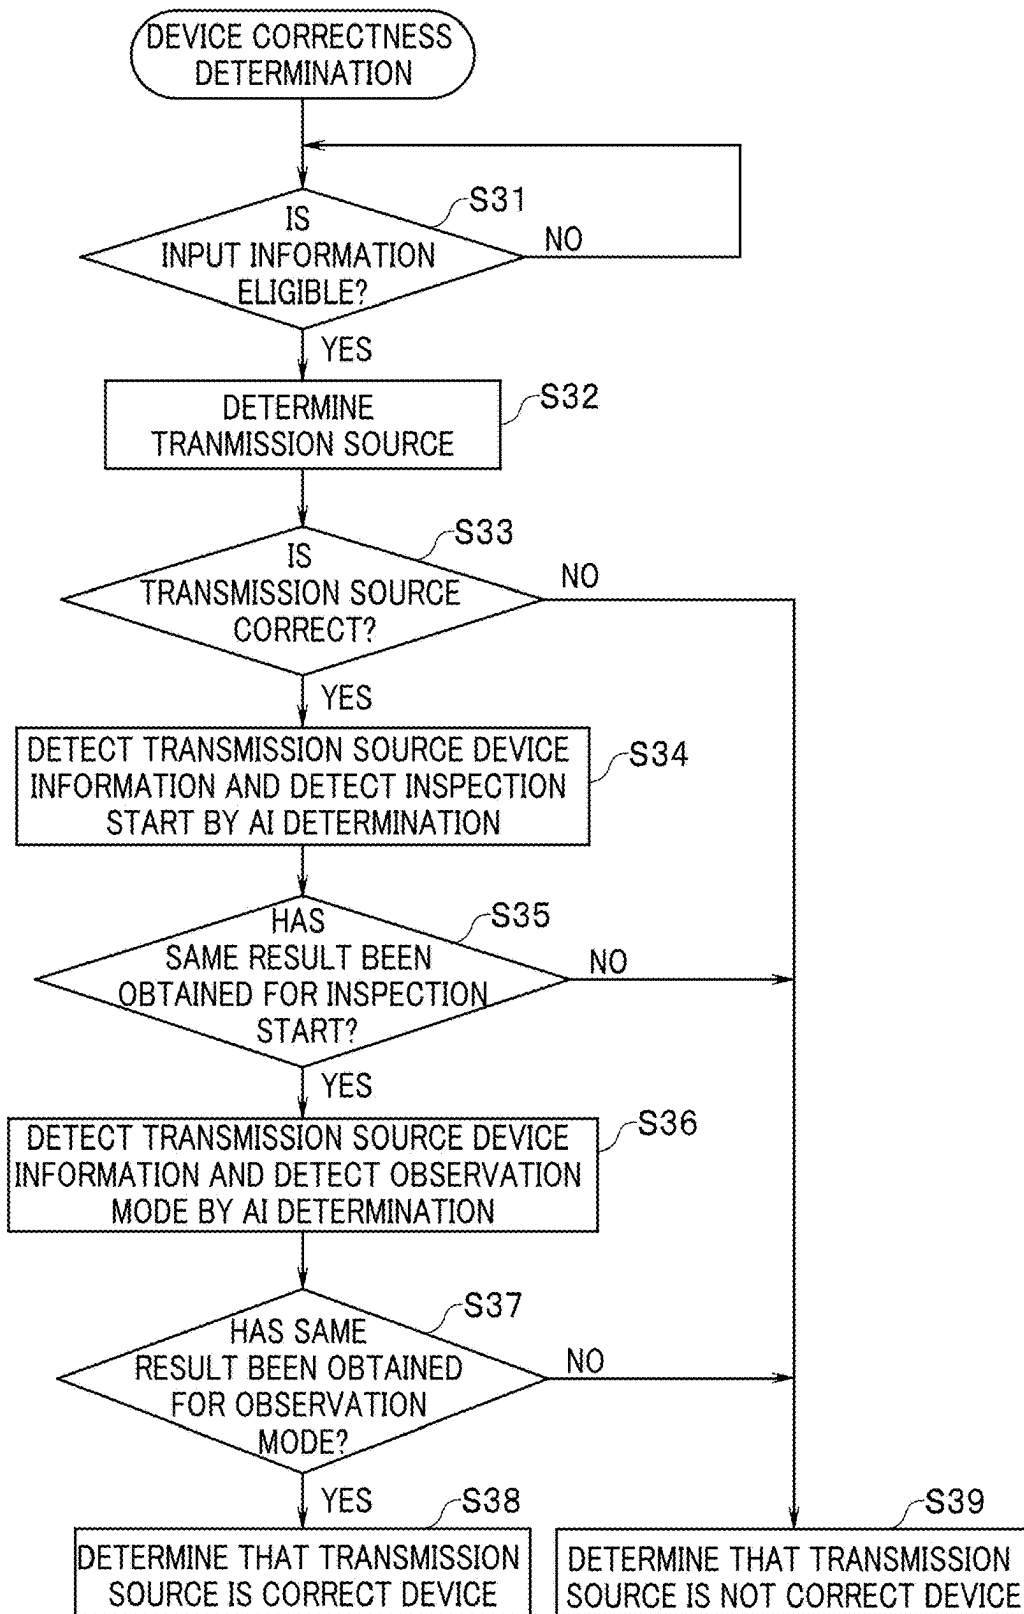 DEVICE CORRECTNESS
DETERMINATION
S31
IS
INPUT INFORMATION
ELIGIBLE?
NO
YES
S32
DETERMINE
TRANMISSION SOURCE
S33
IS
TRANSMISSION SOURCE
CORRECT?
NO
YES
S34
DETECT TRANSMISSION SOURCE DEVICE
INFORMATION AND DETECT INSPECTION
START BY AI DETERMINATION
S35
HAS
SAME RESULT BEEN
OBTAINED FOR INSPECTION
START?
NO
YES
S36
DETECT TRANSMISSION SOURCE DEVICE
INFORMATION AND DETECT OBSERVATION
MODE BY AI DETERMINATION
S37
HAS SAME
RESULT BEEN OBTAINED
FOR OBSERVATION
MODE?
NO
YES
S38
DETERMINE THAT TRANSMISSION
SOURCE IS CORRECT DEVICE
S39
DETERMINE THAT TRANSMISSION
SOURCE IS NOT CORRECT DEVICE